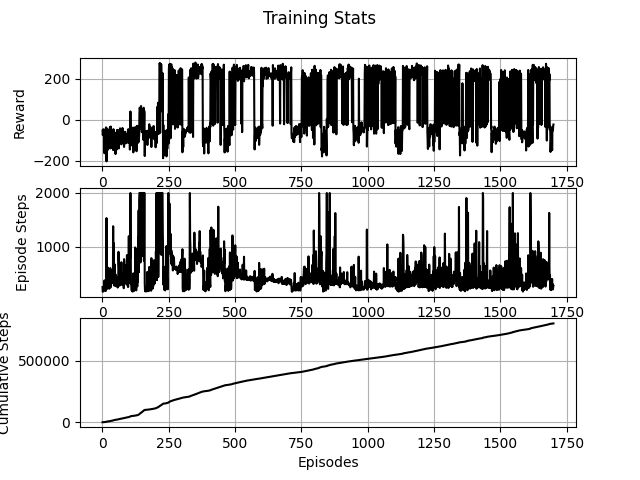 Training Stats
200
0
−200
Reward
0 250 500 750 1000 1250 1500 1750
2000
1000
Episode Steps
0 250 500 750 1000 1250 1500 1750
500000
0
Cumulative Steps
0 250 500 750 1000 1250 1500 1750
Episodes